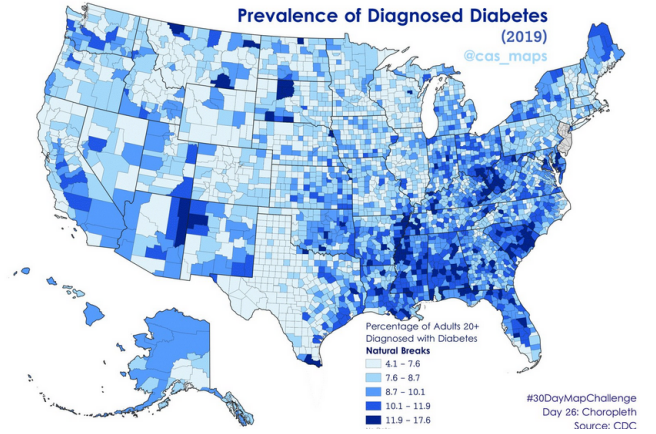 Prevalence of Diagnosed Diabetes
(2019)
@cas_maps
Percentage of Adults 20+
Diagnosed with Diabetes
Natural Breaks
4.1 – 7.6
7.6 – 8.7
8.7 – 10.1
10.1 – 11.9
11.9 – 17.6
#30DayMapChallenge
Day 26: Choropleth
Source: CDC